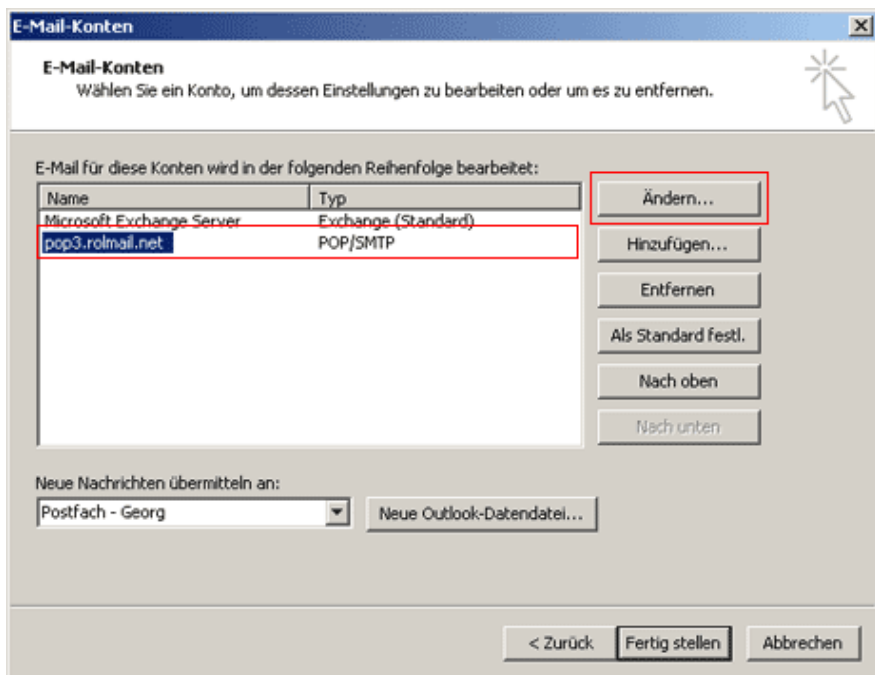 E-Mail-Konten
E-Mail-Konten
Wählen Sie ein Konto, um dessen Einstellungen zu bearbeiten oder um es zu entfernen.
E-Mail für diese Konten wird in der folgenden Reihenfolge bearbeitet:
Name Typ
Microsoft Exchange Server Exchange (Standard)
pop3.rolmail.net POP/SMTP
Ändern...
Hinzufügen...
Entfernen
Als Standard festl.
Nach oben
Nach unten
Neue Nachrichten übermitteln an:
Postfach - Georg Neue Outlook-Datendatei...
< Zurück Fertig stellen Abbrechen